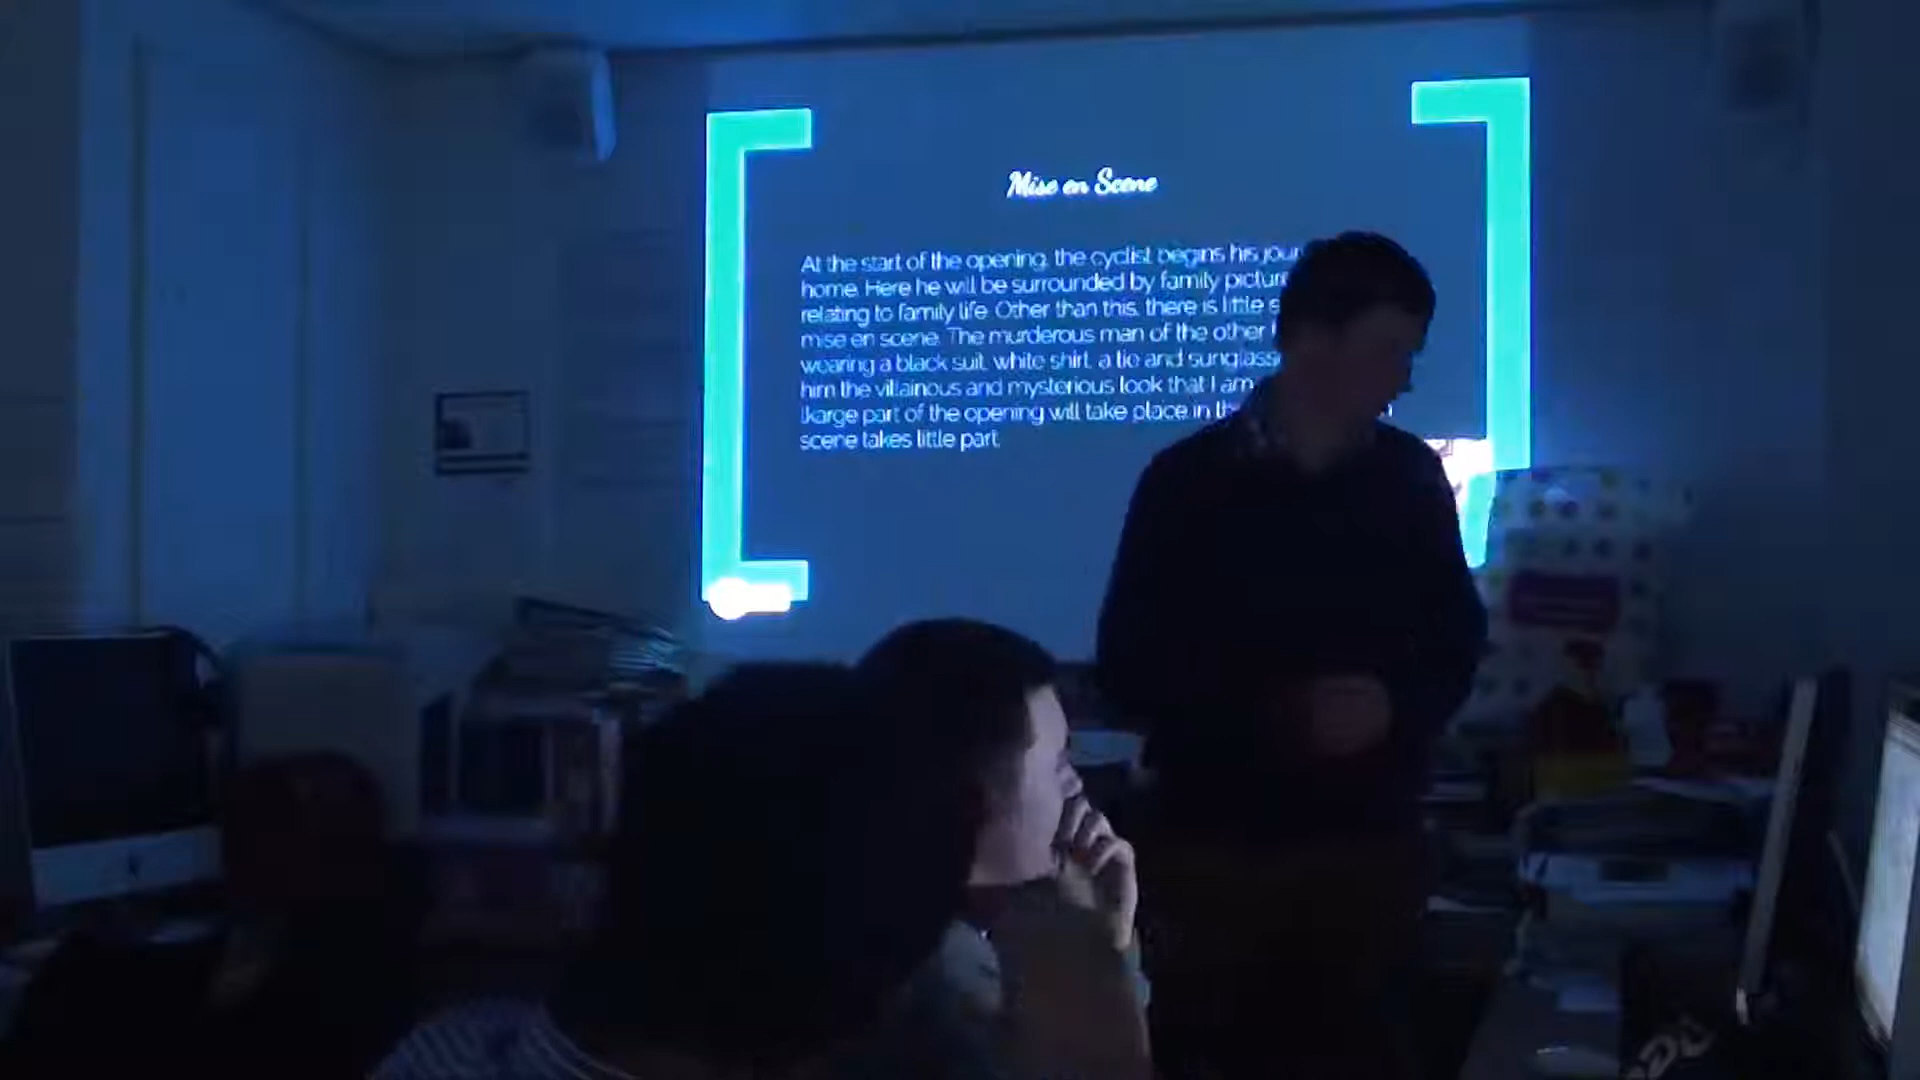 Mise en Scene
At the start of the opening, the cyclist begins his jour
home. Here he will be surrounded by family pictur
relating to family life. Other than this, there is little s
mise en scene. The murderous man of the other
wearing a black suit, white shirt, a tie and sunglass
him the villainous and mysterious look that I am
lkarge part of the opening will take place in th
scene takes little part.